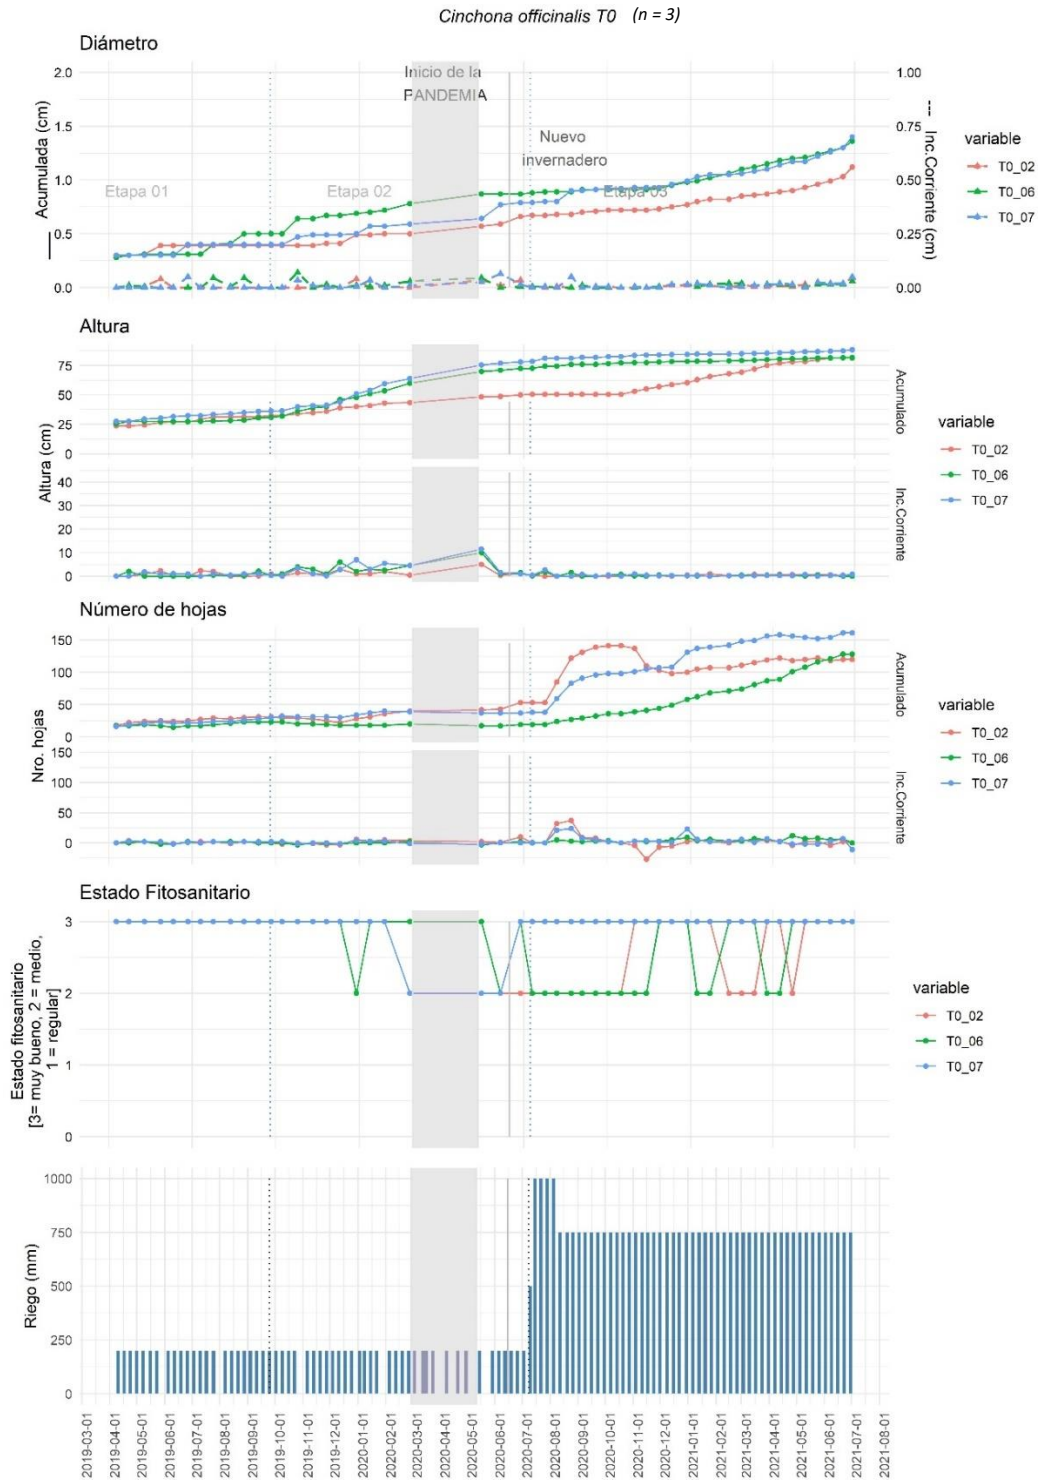 Cinchona officinalis T0 (n = 3)
Diámetro
Acumulada (cm)
2.0
1.5
1.0
0.5
0.0
Inicio de la
PANDEMIA
Nuevo
invernadero
Etapa 01
Etapa 02
Etapa 03
1.00
0.75
0.50
0.25
0.00
Inc.Corriente (cm)
variable
T0_02
T0_06
T0_07
Altura
Altura (cm)
75
50
25
0
Acumulado
40
30
20
10
0
Inc.Corriente
variable
T0_02
T0_06
T0_07
Número de hojas
Nro. hojas
150
100
50
0
Acumulado
150
100
50
0
Inc.Corriente
variable
T0_02
T0_06
T0_07
Estado Fitosanitario
Estado fitosanitario
[3= muy bueno, 2 = medio,
1 = regular]
3
2
1
0
variable
T0_02
T0_06
T0_07
Riego (mm)
1000
750
500
250
0
2019-03-01
2019-04-01
2019-05-01
2019-06-01
2019-07-01
2019-08-01
2019-09-01
2019-10-01
2019-11-01
2019-12-01
2020-01-01
2020-02-01
2020-03-01
2020-04-01
2020-05-01
2020-06-01
2020-07-01
2020-08-01
2020-09-01
2020-10-01
2020-11-01
2020-12-01
2021-01-01
2021-02-01
2021-03-01
2021-04-01
2021-05-01
2021-06-01
2021-07-01
2021-08-01